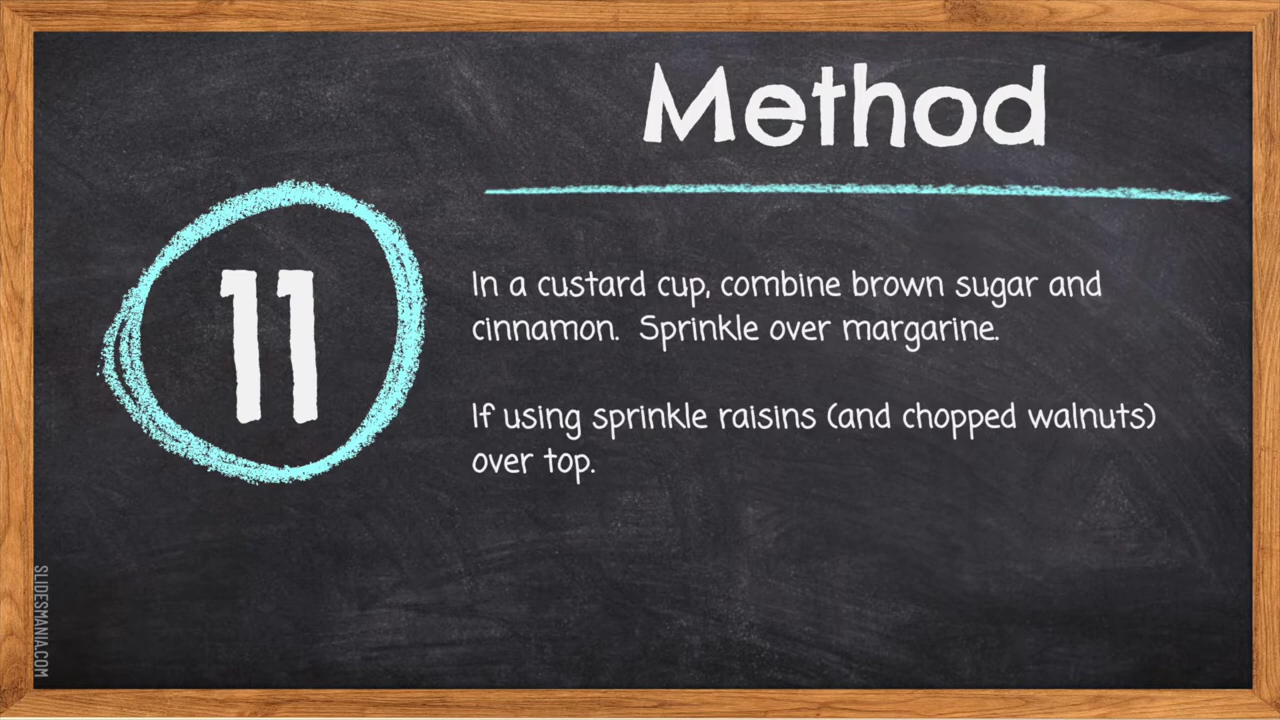 Method
11
In a custard cup, combine brown sugar and
cinnamon.  Sprinkle over margarine.
If using sprinkle raisins (and chopped walnuts)
over top.
SLIDESMANIA.COM